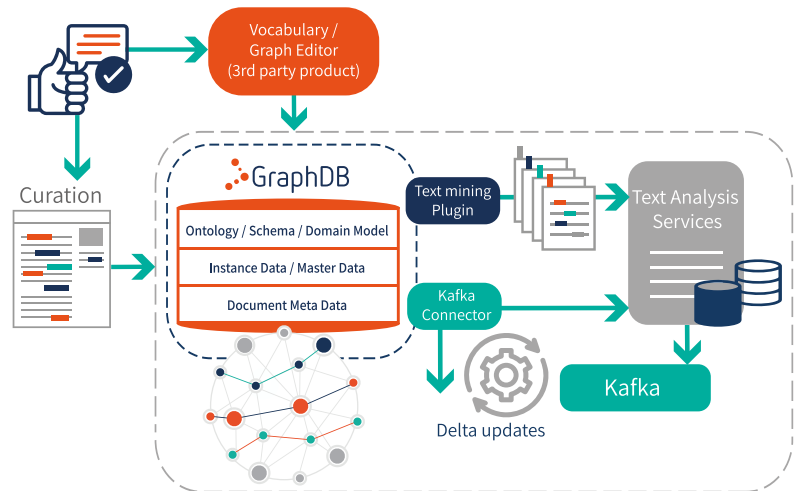 Vocabulary /
Graph Editor
(3rd party product)
Curation
GraphDB
Ontology / Schema / Domain Model
Instance Data / Master Data
Document Meta Data
Text mining
Plugin
Text Analysis
Services
Kafka
Connector
Delta updates
Kafka